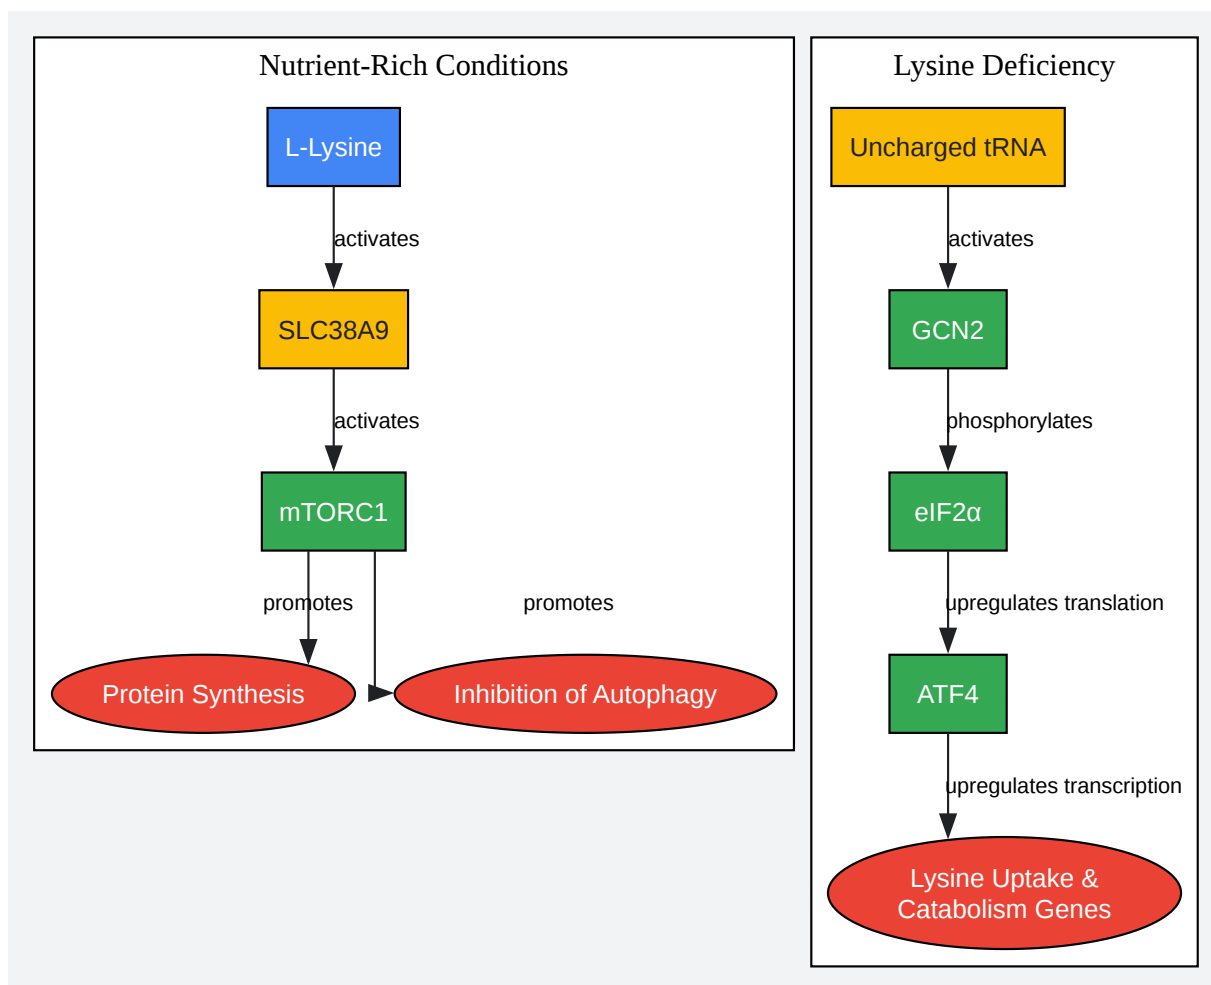 Nutrient-Rich Conditions
L-Lysine
activates
SLC38A9
activates
mTORC1
promotes
promotes
Protein Synthesis
Inhibition of Autophagy
Lysine Deficiency
Uncharged tRNA
activates
GCN2
phosphorylates
eIF2α
upregulates translation
ATF4
upregulates transcription
Lysine Uptake &
Catabolism Genes